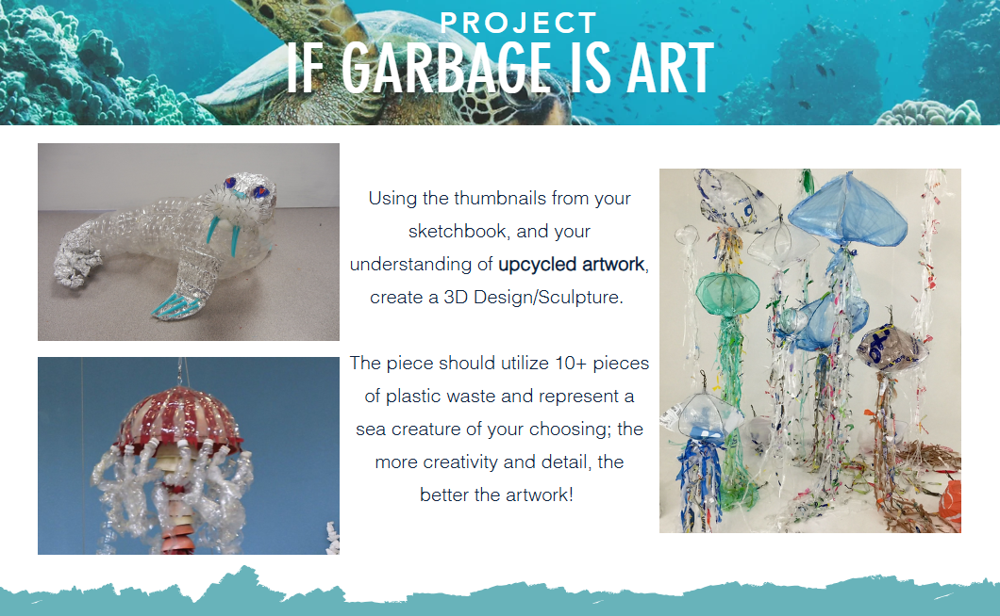 PROJECT
IF GARBAGE IS ART
Using the thumbnails from your
sketchbook, and your
understanding of upcycled artwork,
create a 3D Design/Sculpture.
The piece should utilize 10+ pieces
of plastic waste and represent a
sea creature of your choosing; the
more creativity and detail, the
better the artwork!